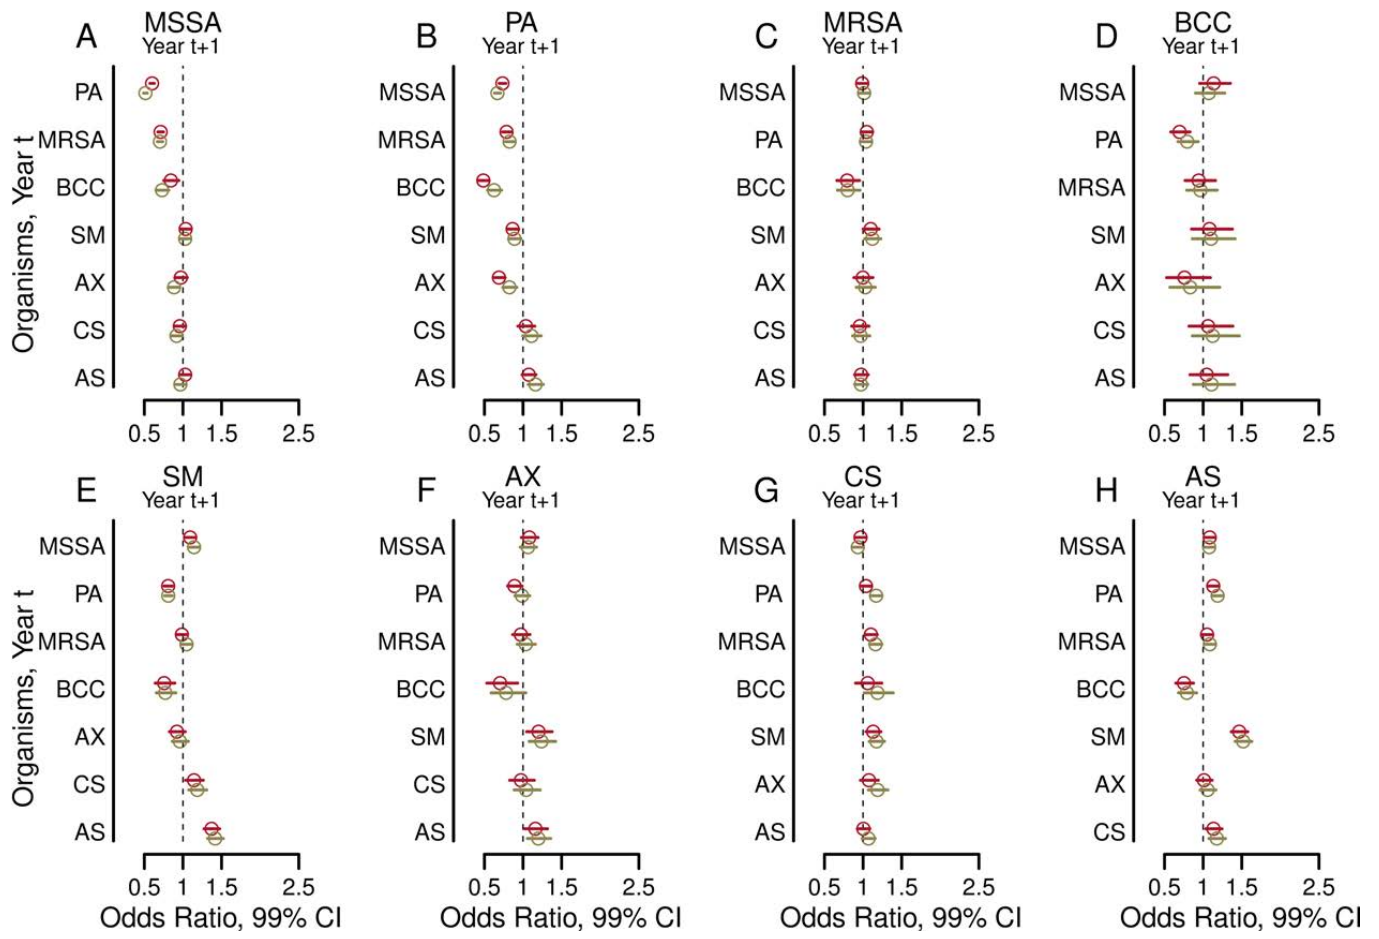 A MSSA
Year t+1
Organisms, Year t
PA
MRSA
BCC
SM
AX
CS
AS
0.5 1 1.5 2.5
B PA
Year t+1
MSSA
MRSA
BCC
SM
AX
CS
AS
0.5 1 1.5 2.5
C MRSA
Year t+1
MSSA
PA
BCC
SM
AX
CS
AS
0.5 1 1.5 2.5
D BCC
Year t+1
MSSA
PA
MRSA
SM
AX
CS
AS
0.5 1 1.5 2.5
E SM
Year t+1
Organisms, Year t
MSSA
PA
MRSA
BCC
AX
CS
AS
0.5 1 1.5 2.5
Odds Ratio, 99% CI
F AX
Year t+1
MSSA
PA
MRSA
BCC
SM
CS
AS
0.5 1 1.5 2.5
Odds Ratio, 99% CI
G CS
Year t+1
MSSA
PA
MRSA
BCC
SM
AX
AS
0.5 1 1.5 2.5
Odds Ratio, 99% CI
H AS
Year t+1
MSSA
PA
MRSA
BCC
SM
AX
CS
0.5 1 1.5 2.5
Odds Ratio, 99% CI